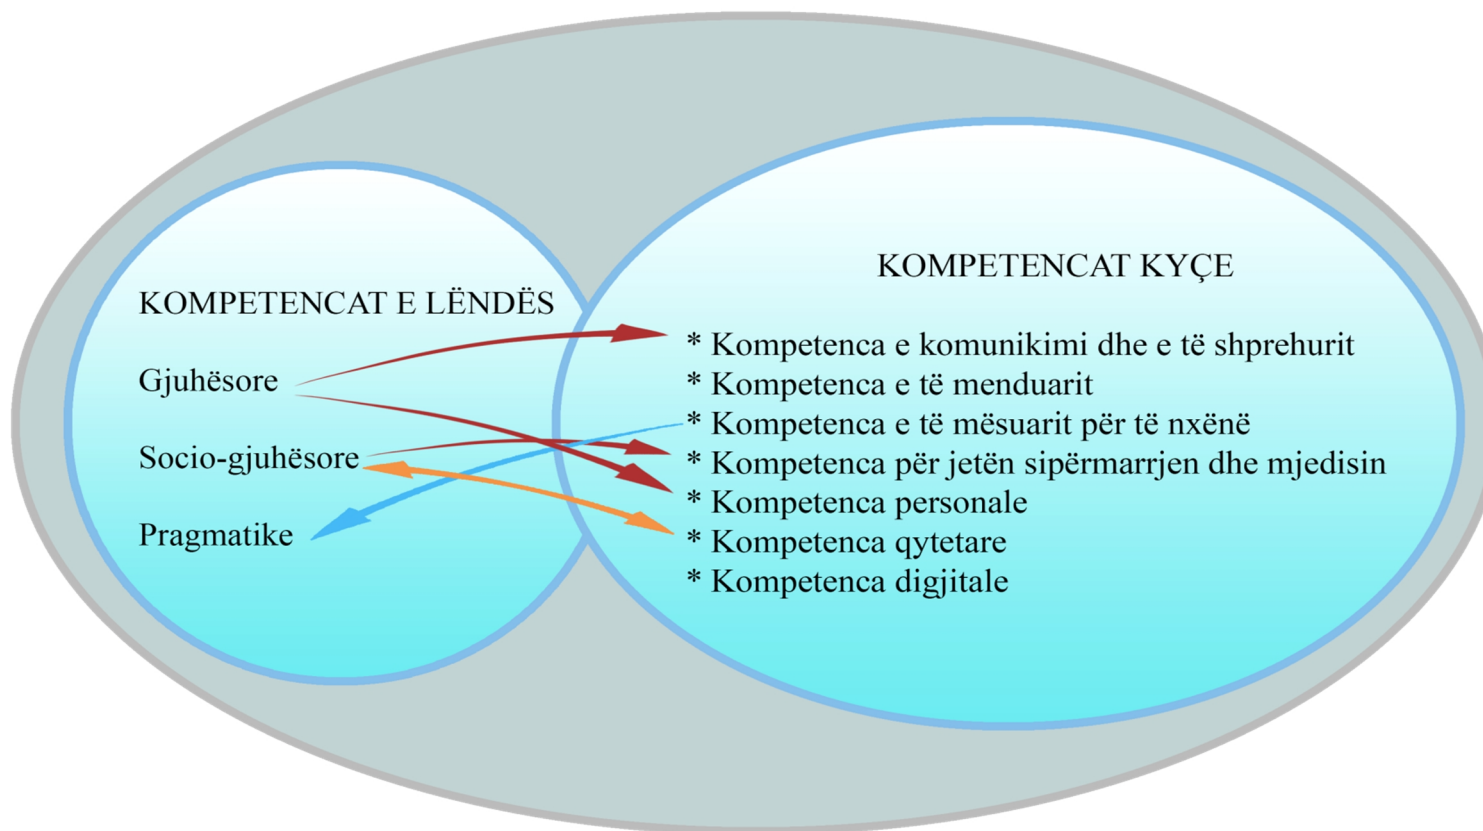 KOMPETENCAT E LËNDËS
Gjuhësore
Socio-gjuhësore
Pragmatike
KOMPETENCAT KYÇE
* Kompetenca e komunikimi dhe e të shprehurit
* Kompetenca e të menduarit
* Kompetenca e të mësuarit për të nxënë
* Kompetenca për jetën sipërmarrjen dhe mjedisin
* Kompetenca personale
* Kompetenca qytetare
* Kompetenca digjitale